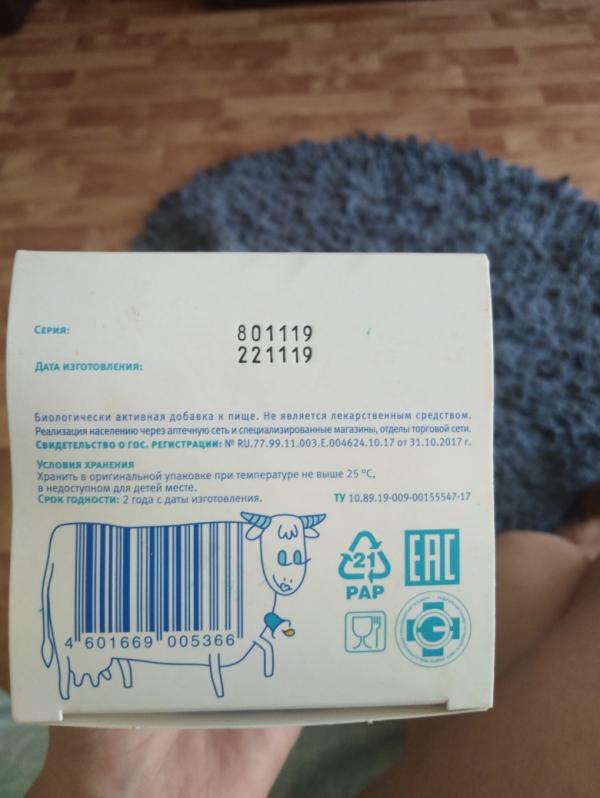 Серия:
801119
Дата изготовления:
221119
Биологически активная добавка к пище. Не является лекарственным средством.
Реализация населению через аптечную сеть и специализированные магазины, отделы торговой сети.
Свидетельство о гос. регистрации: № RU.77.99.11.003.Е.004624.10.17 от 31.10.2017 г.
Условия хранения
Хранить в оригинальной упаковке при температуре не выше 25 ºС,
в недоступном для детей месте.
Срок годности: 2 года с даты изготовления.
ТУ 10.89.19-009-00155547-17
21
PAP
EAC
4 601669 005366